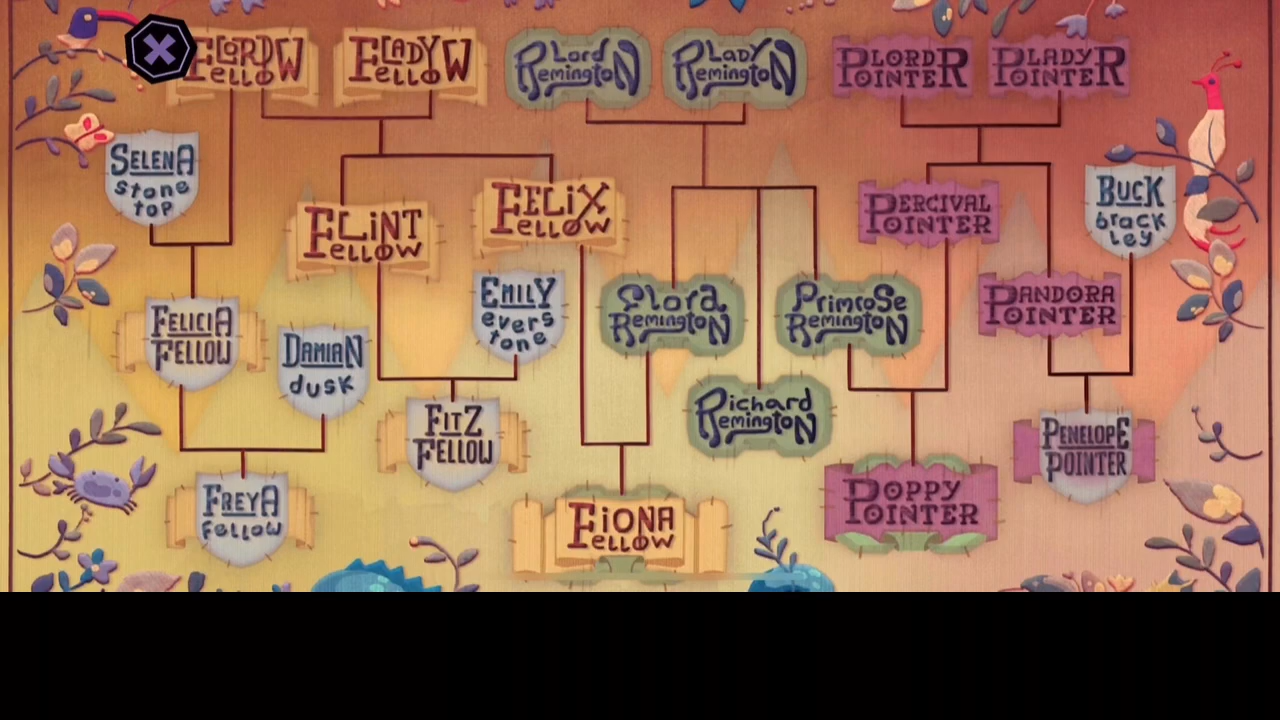 LORD FELLOW
LADY FELLOW
Lord Remington
Lady Remington
LORD POINTER
LADY POINTER
SELENA
stone
top
FLINT
FELLOW
FELIX
FELLOW
PERCIVAL
POINTER
BUCK
brack
ley
FELICIA
FELLOW
DAMIAN
dusk
EMILY
evers
tone
Flora
Remington
Primrose
Remington
PANDORA
POINTER
FITZ
FELLOW
Richard
Remington
PENELOPE
POINTER
FREYA
FELLOW
FIONA
FELLOW
POPPY
POINTER